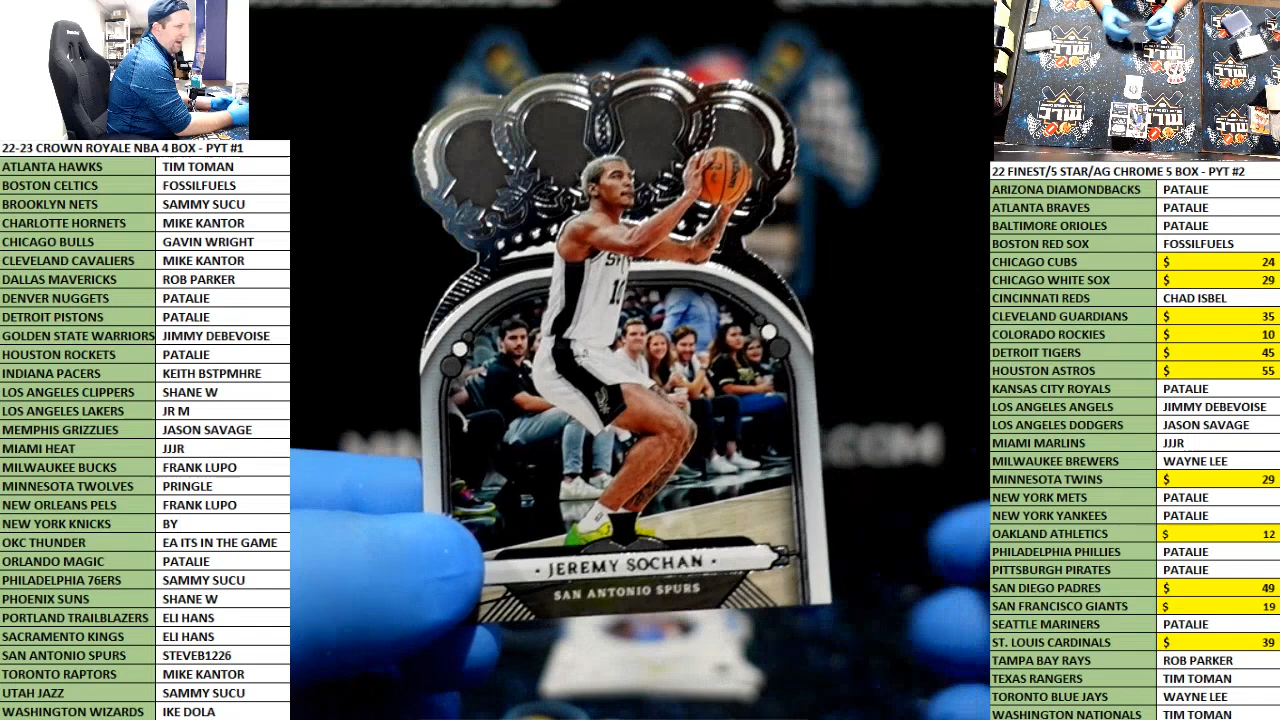 22-23 CROWN ROYALE NBA 4 BOX - PYT #1
ATLANTA HAWKS TIM TOMAN
BOSTON CELTICS FOSSILFUELS
BROOKLYN NETS SAMMY SUCU
CHARLOTTE HORNETS MIKE KANTOR
CHICAGO BULLS GAVIN WRIGHT
CLEVELAND CAVALIERS MIKE KANTOR
DALLAS MAVERICKS ROB PARKER
DENVER NUGGETS PATALIE
DETROIT PISTONS PATALIE
GOLDEN STATE WARRIORS JIMMY DEBEVOISE
HOUSTON ROCKETS PATALIE
INDIANA PACERS KEITH BSTPMHRE
LOS ANGELES CLIPPERS SHANE W
LOS ANGELES LAKERS JR M
MEMPHIS GRIZZLIES JASON SAVAGE
MIAMI HEAT JJJR
MILWAUKEE BUCKS FRANK LUPO
MINNESOTA TWOLVES PRINGLE
NEW ORLEANS PELS FRANK LUPO
NEW YORK KNICKS BY
OKC THUNDER EA ITS IN THE GAME
ORLANDO MAGIC PATALIE
PHILADELPHIA 76ERS SAMMY SUCU
PHOENIX SUNS SHANE W
PORTLAND TRAILBLAZERS ELI HANS
SACRAMENTO KINGS ELI HANS
SAN ANTONIO SPURS STEVEB1226
TORONTO RAPTORS MIKE KANTOR
UTAH JAZZ SAMMY SUCU
WASHINGTON WIZARDS IKE DOLA
· JEREMY SOCHAN ·
SAN ANTONIO SPURS
22 FINEST/5 STAR/AG CHROME 5 BOX - PYT #2
ARIZONA DIAMONDBACKS PATALIE
ATLANTA BRAVES PATALIE
BALTIMORE ORIOLES PATALIE
BOSTON RED SOX FOSSILFUELS
CHICAGO CUBS $ 24
CHICAGO WHITE SOX $ 29
CINCINNATI REDS CHAD ISBEL
CLEVELAND GUARDIANS $ 35
COLORADO ROCKIES $ 10
DETROIT TIGERS $ 45
HOUSTON ASTROS $ 55
KANSAS CITY ROYALS PATALIE
LOS ANGELES ANGELS JIMMY DEBEVOISE
LOS ANGELES DODGERS JASON SAVAGE
MIAMI MARLINS JJJR
MILWAUKEE BREWERS WAYNE LEE
MINNESOTA TWINS $ 29
NEW YORK METS PATALIE
NEW YORK YANKEES PATALIE
OAKLAND ATHLETICS $ 12
PHILADELPHIA PHILLIES PATALIE
PITTSBURGH PIRATES PATALIE
SAN DIEGO PADRES $ 49
SAN FRANCISCO GIANTS $ 19
SEATTLE MARINERS PATALIE
ST. LOUIS CARDINALS $ 39
TAMPA BAY RAYS ROB PARKER
TEXAS RANGERS TIM TOMAN
TORONTO BLUE JAYS WAYNE LEE
WASHINGTON NATIONALS TIM TOMAN